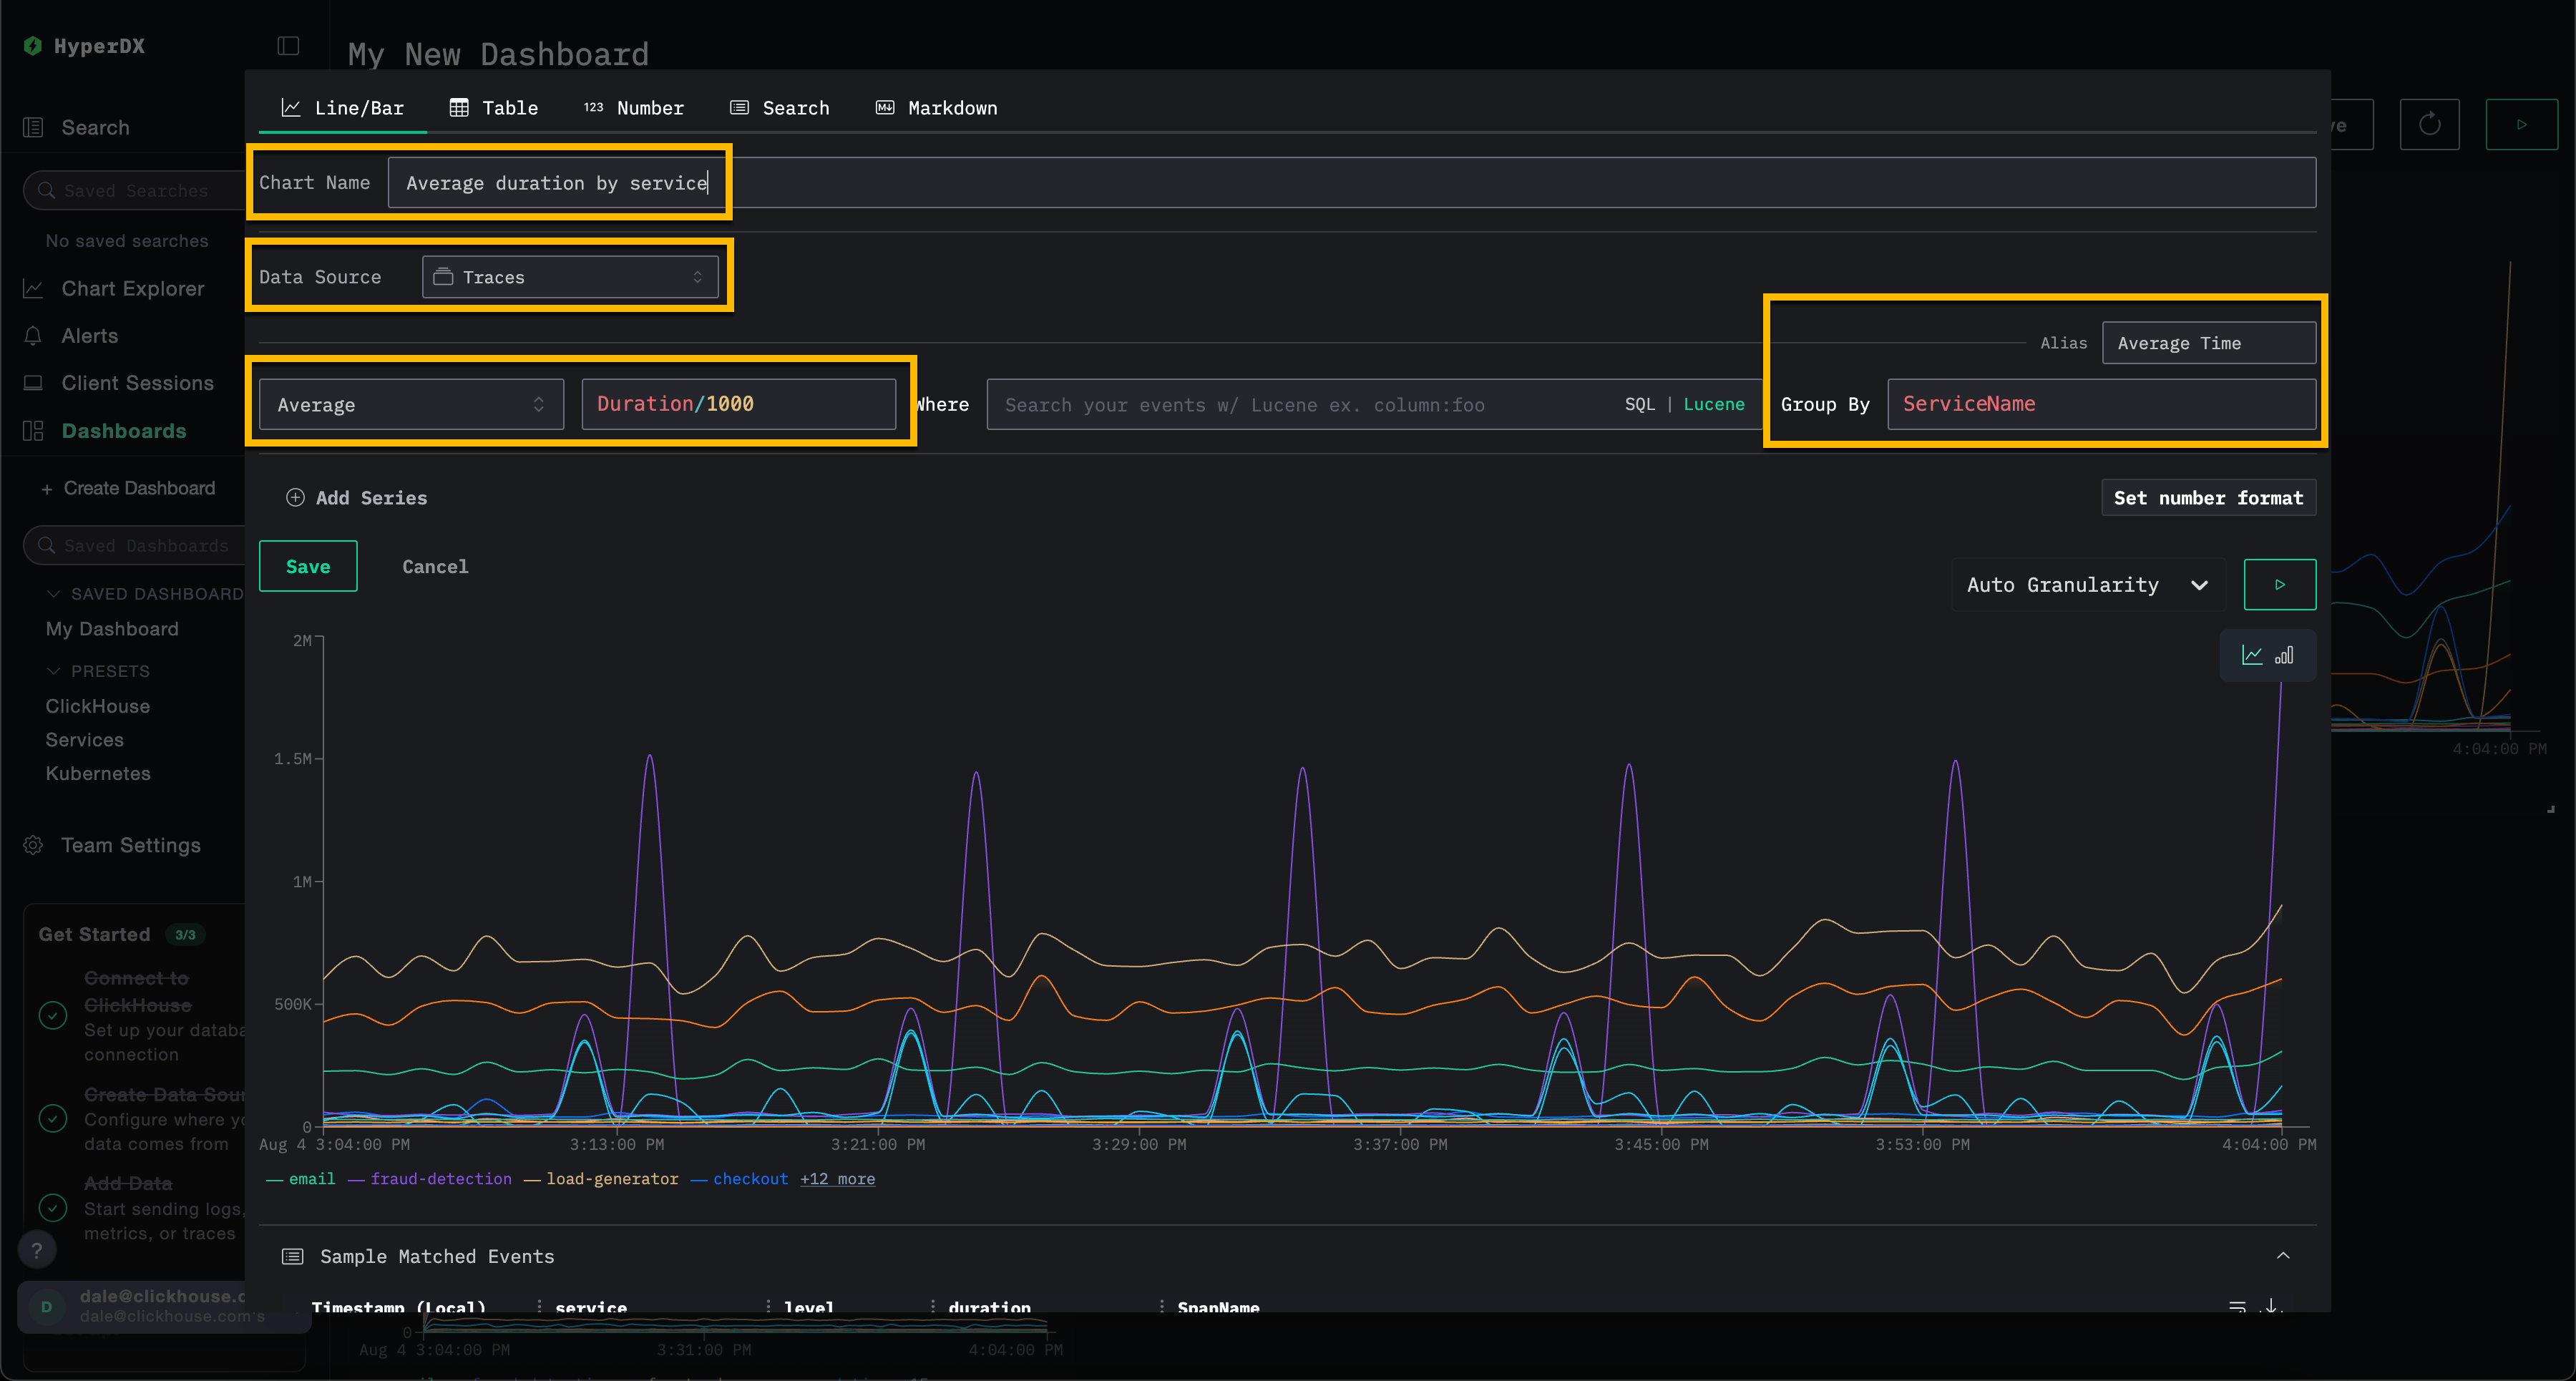 HyperDX
My New Dashboard
Line/Bar Table 123 Number Search Markdown
Search
Chart Name Average duration by service
Saved Searches
No saved searches
Data Source Traces
Chart Explorer
Alerts
Alias Average Time
Client Sessions
Average Duration/1000 Where Search your events w/ Lucene ex. column:foo SQL | Lucene Group By ServiceName
Dashboards
+ Create Dashboard
Add Series Set number format
Saved Dashboards
Save Cancel
Auto Granularity
SAVED DASHBOARD
My Dashboard
PRESETS
ClickHouse
Services
Kubernetes
Team Settings
2M
1.5M
1M
500K
0
Aug 4 3:04:00 PM 3:13:00 PM 3:21:00 PM 3:29:00 PM 3:37:00 PM 3:45:00 PM 3:53:00 PM 4:04:00 PM
4:04:00 PM
email fraud-detection load-generator checkout +12 more
Get Started 3/3
Connect to
ClickHouse
Set up your databa
connection
Create Data Sour
Configure where yo
data comes from
Add Data
Start sending logs,
metrics, or traces
?
Sample Matched Events
D dale@clickhouse.c
dale@clickhouse.com's
Timestamp (Local) service level duration SpanName
0
Aug 4 3:04:00 PM 3:31:00 PM 4:04:00 PM